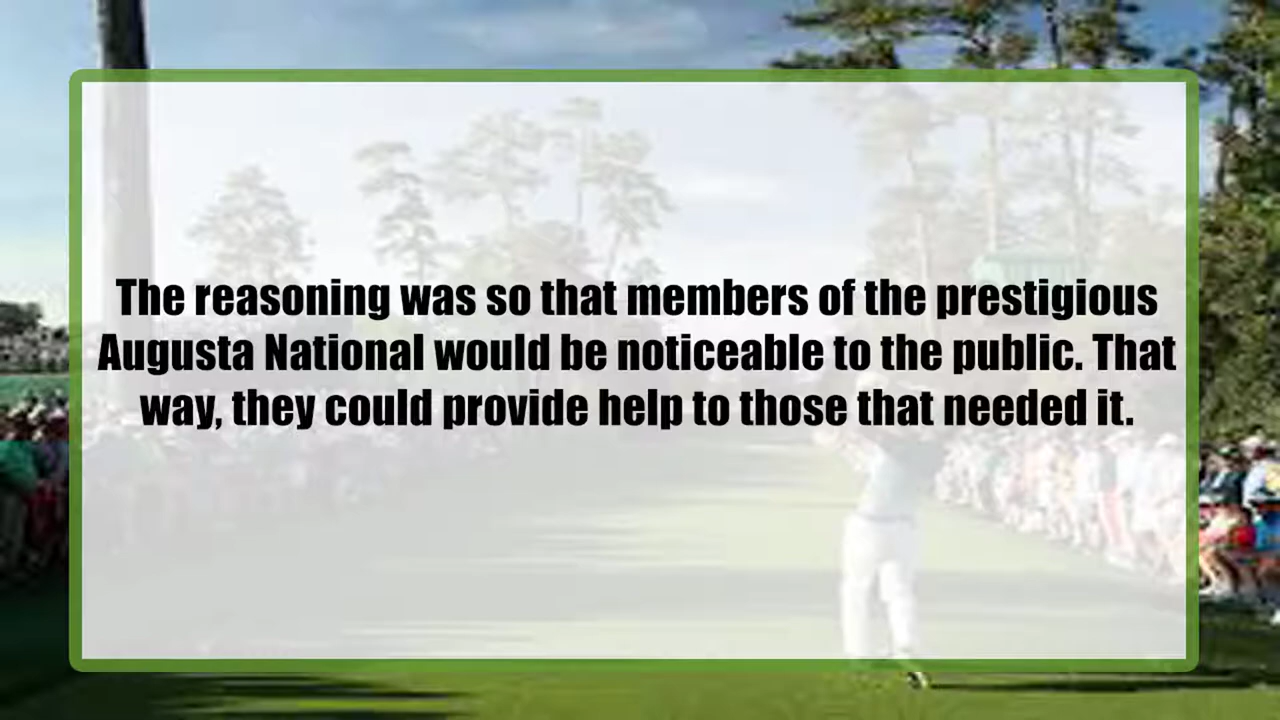 The reasoning was so that members of the prestigious
Augusta National would be noticeable to the public. That
way, they could provide help to those that needed it.